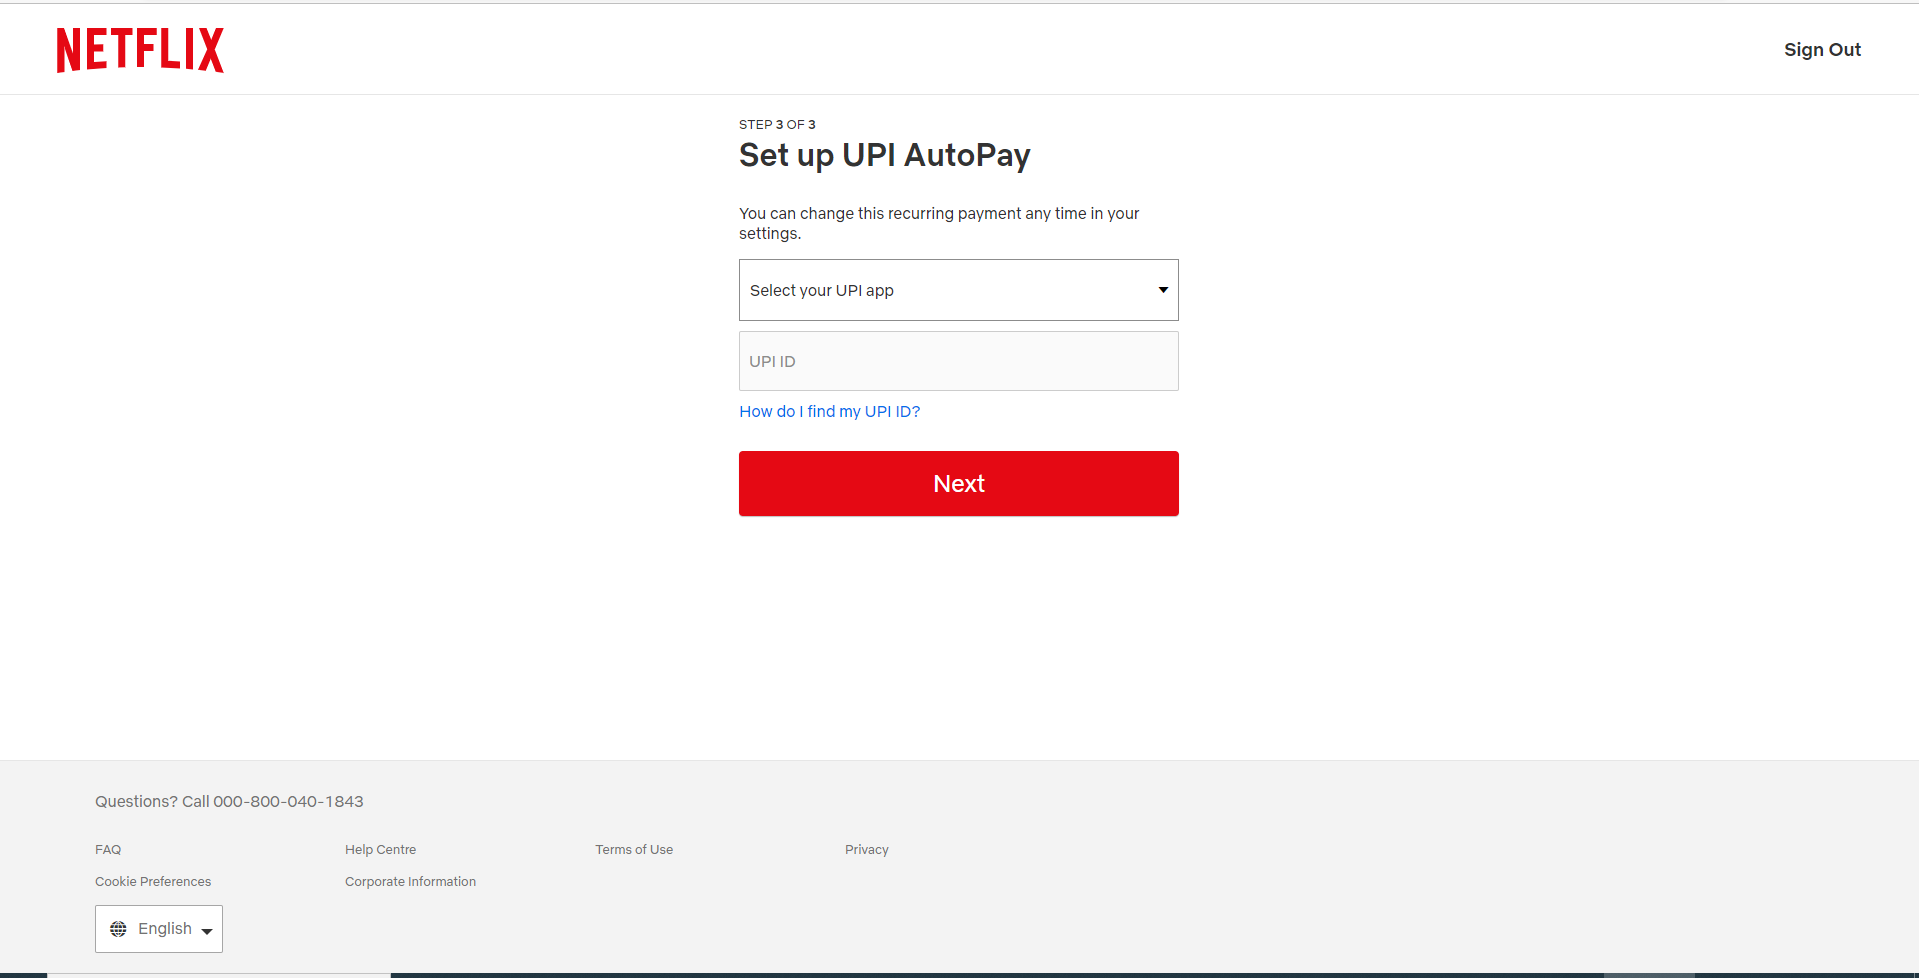 NETFLIX
Sign Out
STEP 3 OF 3
Set up UPI AutoPay
You can change this recurring payment any time in your
settings.
Select your UPI app
UPI ID
How do I find my UPI ID?
Next
Questions? Call 000-800-040-1843
FAQ
Help Centre
Terms of Use
Privacy
Cookie Preferences
Corporate Information
English